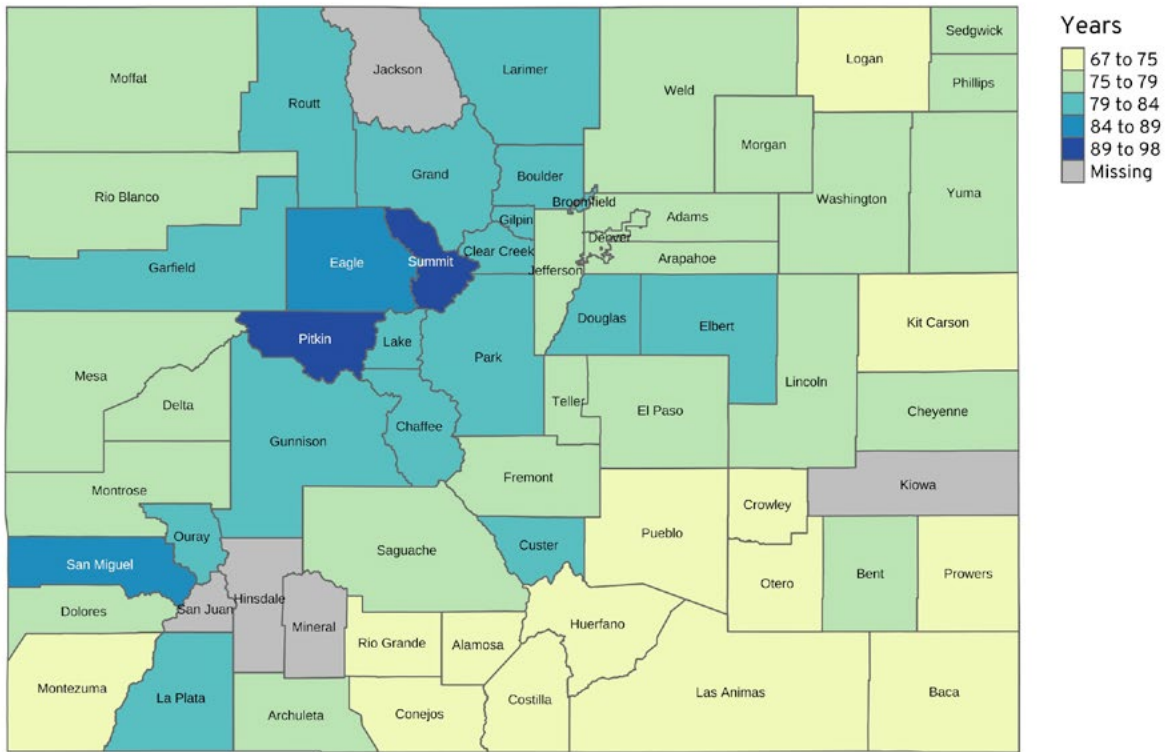 Years
67 to 75
75 to 79
79 to 84
84 to 89
89 to 98
Missing
Moffat
Routt
Jackson
Larimer
Weld
Logan
Sedgwick
Phillips
Morgan
Rio Blanco
Grand
Boulder
Washington
Yuma
Broomfield
Gilpin
Adams
Denver
Garfield
Eagle
Summit
Clear Creek
Jefferson
Arapahoe
Douglas
Elbert
Kit Carson
Pitkin
Lake
Park
Mesa
Lincoln
Delta
Teller
El Paso
Cheyenne
Gunnison
Chaffee
Montrose
Fremont
Kiowa
Crowley
Ouray
Pueblo
San Miguel
Saguache
Custer
Otero
Bent
Prowers
Dolores
San Juan
Hinsdale
Mineral
Rio Grande
Alamosa
Huerfano
Montezuma
La Plata
Archuleta
Conejos
Costilla
Las Animas
Baca